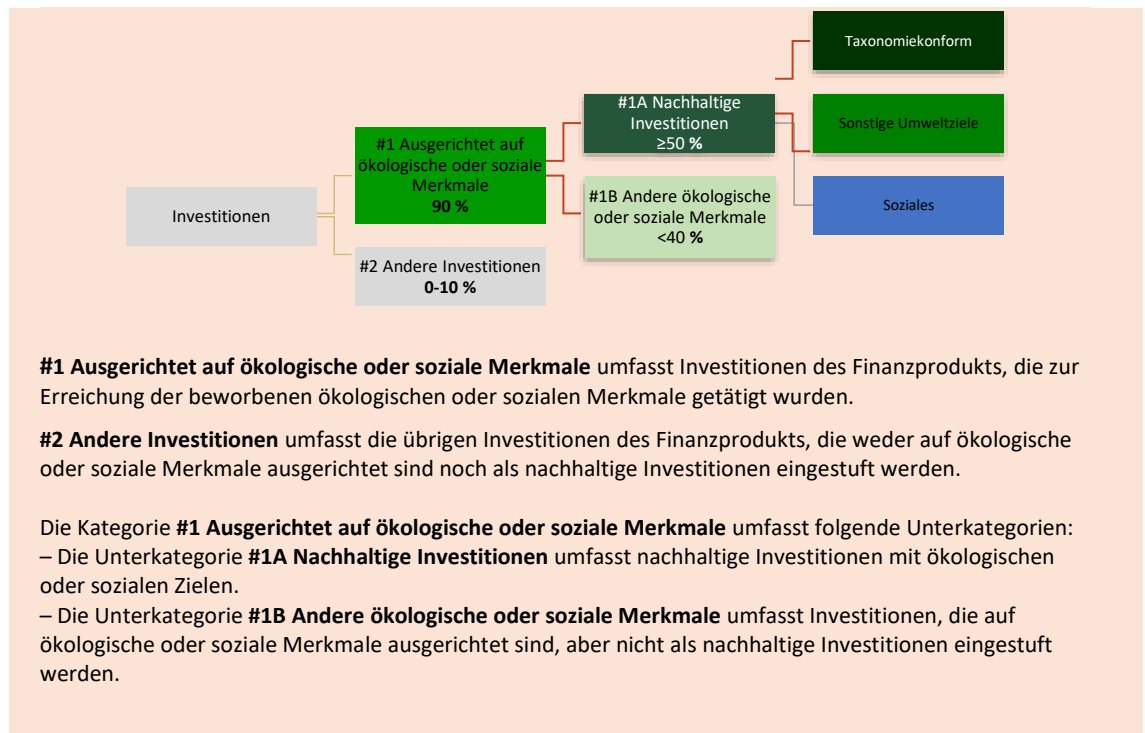 Taxonomiekonform
#1A Nachhaltige
Investitionen
≥50 %
Sonstige Umweltziele
#1 Ausgerichtet auf
ökologische oder soziale
Merkmale
90 %
#1B Andere ökologische
oder soziale Merkmale
<40 %
Soziales
Investitionen
#2 Andere Investitionen
0-10 %
#1 Ausgerichtet auf ökologische oder soziale Merkmale umfasst Investitionen des Finanzprodukts, die zur
Erreichung der beworbenen ökologischen oder sozialen Merkmale getätigt wurden.
#2 Andere Investitionen umfasst die übrigen Investitionen des Finanzprodukts, die weder auf ökologische
oder soziale Merkmale ausgerichtet sind noch als nachhaltige Investitionen eingestuft werden.
Die Kategorie #1 Ausgerichtet auf ökologische oder soziale Merkmale umfasst folgende Unterkategorien:
– Die Unterkategorie #1A Nachhaltige Investitionen umfasst nachhaltige Investitionen mit ökologischen
oder sozialen Zielen.
– Die Unterkategorie #1B Andere ökologische oder soziale Merkmale umfasst Investitionen, die auf
ökologische oder soziale Merkmale ausgerichtet sind, aber nicht als nachhaltige Investitionen eingestuft
werden.